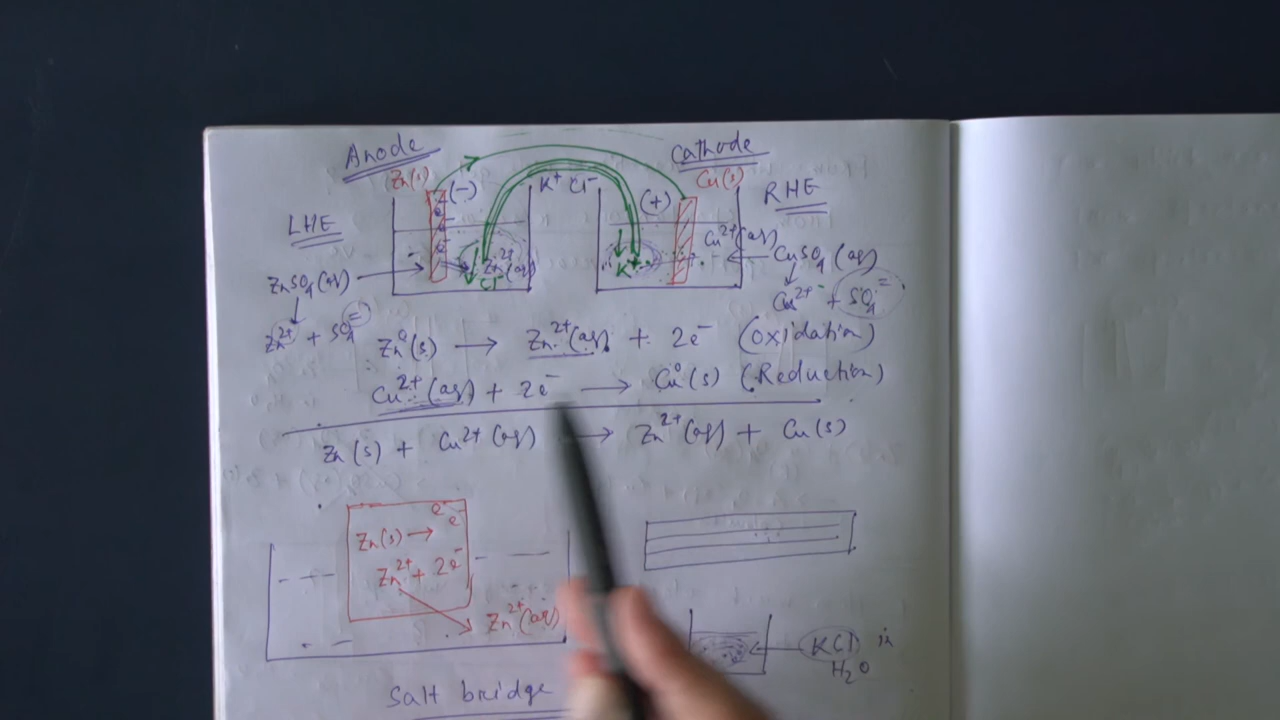 Anode
Cathode
Zn(s)
Cu(s)
(-)
K⁺ Cl⁻
(+)
RHE
LHE
Cu²⁺(aq)
Zn²⁺(aq)
Cl⁻
K⁺
CuSO₄(aq)
ZnSO₄(aq)
Cu²⁺ + SO₄⁼
Zn²⁺ + SO₄⁼
Zn⁰(s) → Zn²⁺(aq) + 2e⁻ (Oxidation)
Cu²⁺(aq) + 2e⁻ → Cu⁰(s) (Reduction)
Zn(s) + Cu²⁺(aq) → Zn²⁺(aq) + Cu(s)
e⁻
e
Zn(s) →
Zn²⁺ + 2e⁻
Zn²⁺(aq)
KCl in
H₂O
Salt bridge